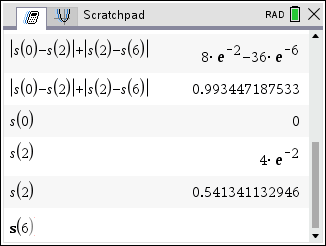 Scratchpad RAD
|s(0)−s(2)|+|s(2)−s(6)| 8·e⁻²−36·e⁻⁶
|s(0)−s(2)|+|s(2)−s(6)| 0.993447187533
s(0) 0
s(2) 4·e⁻²
s(2) 0.541341132946
s(6)